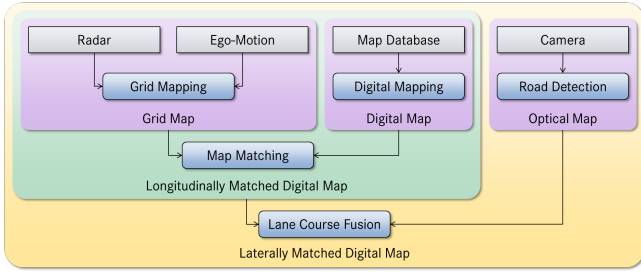 Radar
Ego-Motion
Map Database
Camera
Grid Mapping
Digital Mapping
Road Detection
Grid Map
Digital Map
Optical Map
Map Matching
Longitudinally Matched Digital Map
Lane Course Fusion
Laterally Matched Digital Map